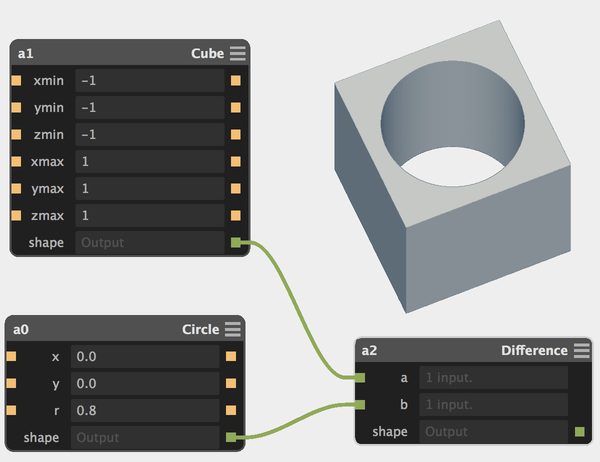 a1 Cube
xmin −1
ymin −1
zmin −1
xmax 1
ymax 1
zmax 1
shape Output
a0 Circle
x 0.0
y 0.0
r 0.8
shape Output
a2 Difference
a 1 input.
b 1 input.
shape Output